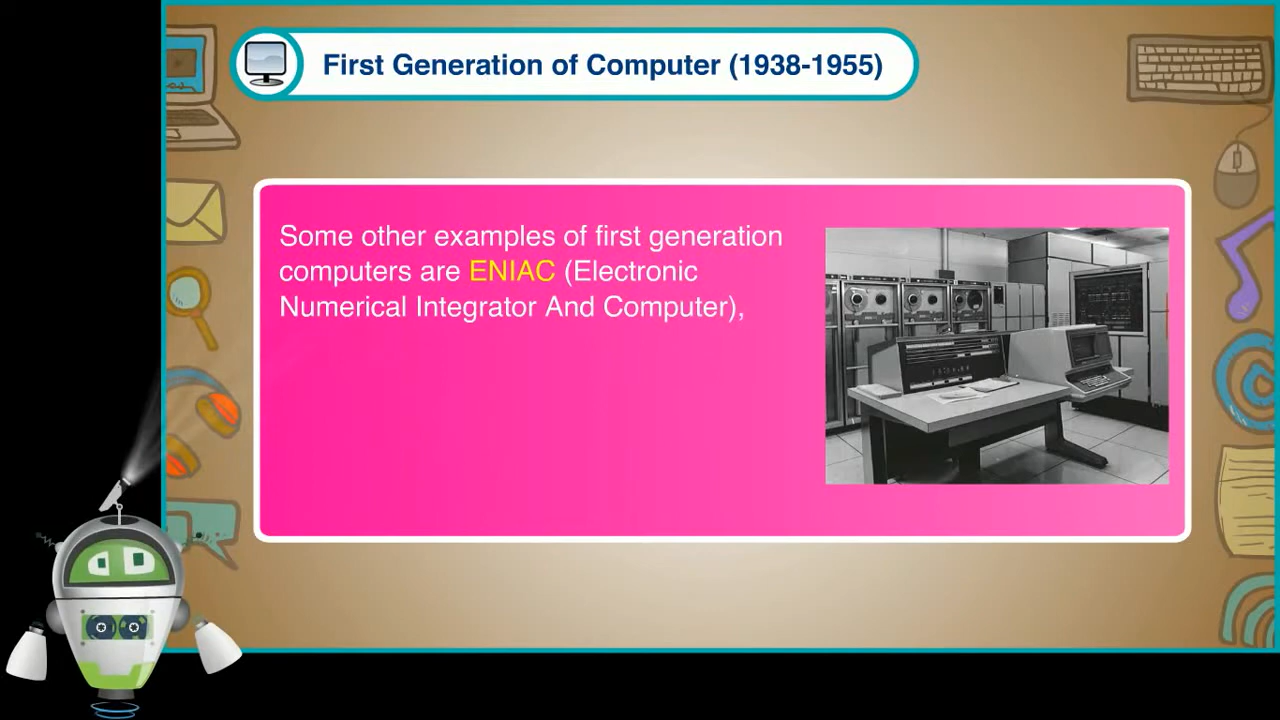 First Generation of Computer (1938-1955)
Some other examples of first generation
computers are ENIAC (Electronic
Numerical Integrator And Computer),